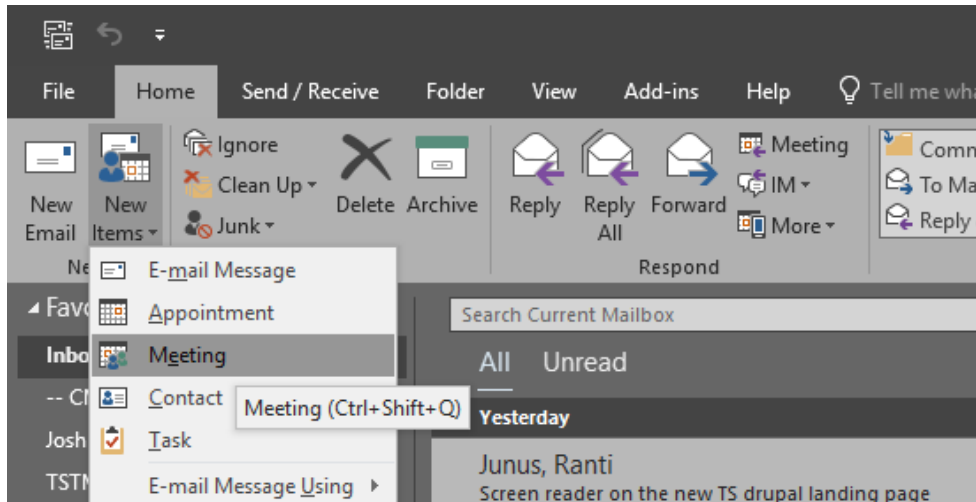 File Home Send / Receive Folder View Add-ins Help Tell me wha
New Email
New Items
Ignore
Clean Up
Junk
Delete
Archive
Reply
Reply All
Forward
Meeting
IM
More
Comm
To Ma
Reply
Respond
E-mail Message
Appointment
Meeting
Contact
Task
E-mail Message Using
Meeting (Ctrl+Shift+Q)
Favo
Inbo
Josh
Search Current Mailbox
All Unread
Yesterday
Junus, Ranti
Screen reader on the new TS drupal landing page